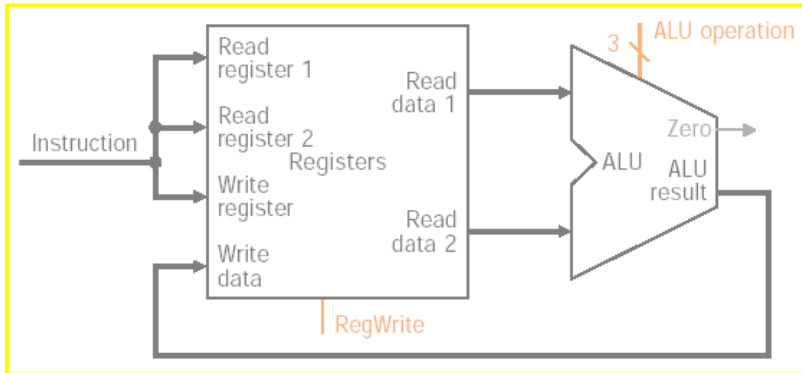 Instruction
Read
register 1
Read
register 2
Registers
Write
register
Write
data
Read
data 1
Read
data 2
RegWrite
3
ALU operation
Zero
ALU
ALU
result